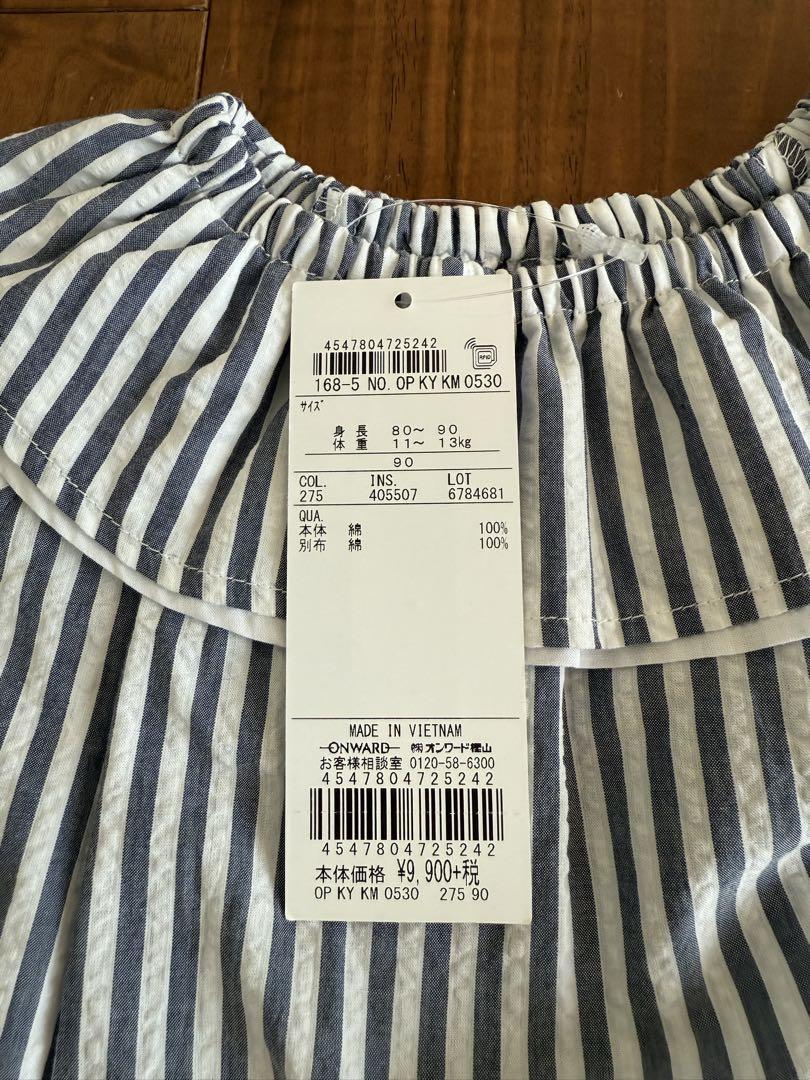 4547804725242
RFID
168-5 NO. OP KY KM 0530
サイズ
身長 80～ 90
体重 11～ 13kg
90
COL. INS. LOT
275 405507 6784681
QUA.
本体 綿 100%
別布 綿 100%
MADE IN VIETNAM
ONWARD ㈱オンワード樫山
お客様相談室 0120-58-6300
4547804725242
4547804725242
本体価格 ¥9,900+税
OP KY KM 0530 275 90